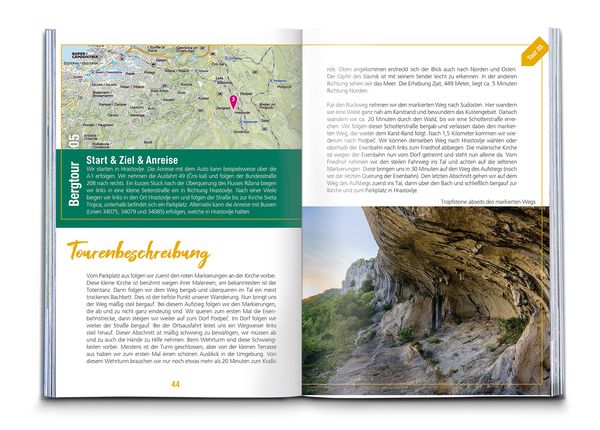 KOPER/
CAPODISTRIA
Zaragrad
Hrastovlje
Bergtour 05
Start & Ziel & Anreise
Wir starten in Hrastovlje. Die Anreise mit dem Auto kann beispielsweise über die
A1 erfolgen. Wir nehmen die Ausfahrt 49 (Črni kal) und folgen der Bundesstraße
208 nach rechts. Ein kurzes Stück nach der Überquerung des Flusses Rižana biegen
wir links in eine kleine Seitenstraße ein Richtung Hrastovlje. Nach einer Weile
biegen wir links in den Ort Hrastovlje ein und folgen der Straße bis zur Kirche Sveta
Trojica; unterhalb befindet sich ein Parkplatz. Alternativ kann die Anreise mit Bussen
(Linien 34075, 34079 und 34085) erfolgen, welche in Hrastovlje halten.
Tourenbeschreibung
Vom Parkplatz aus folgen wir zuerst den roten Markierungen an der Kirche vorbei.
Diese kleine Kirche ist berühmt wegen ihrer Malereien, am bekanntesten ist der
Totentanz. Dann folgen wir dem Weg bergab und überqueren im Tal ein meist
trockenes Bachbett. Dies ist der tiefste Punkt unserer Wanderung. Nun bringt uns
der Weg mäßig steil bergauf. Bei diesem Aufstieg folgen wir den Markierungen,
die ab und zu nicht ganz eindeutig sind. Wir queren zum ersten Mal die Eisen-
bahnstrecke, dann steigen wir weiter auf zum Dorf Podpeč. Im Dorf folgen wir
weiter der Straße bergauf. Bei der Ortsausfahrt leitet uns ein Wegweiser links
steil hinauf. Dieser Abschnitt ist mäßig schwierig zu bewältigen, wir müssen ab
und zu auch die Hände zu Hilfe nehmen. Beim Wehrturm sind diese Schwierig-
keiten vorbei. Meistens ist der Turm geschlossen, aber von der kleinen Terrasse
aus haben wir zum ersten Mal einen schönen Ausblick in die Umgebung. Von
diesem Wehrturm brauchen wir nur noch etwas mehr als 20 Minuten zum Kraški
44
Tour 05
rob. Oben angekommen erstreckt sich der Blick auch nach Norden und Osten.
Der Gipfel des Slavnik ist mit seinem Sender leicht zu erkennen. In der anderen
Richtung sehen wir das Meer. Die Erhebung Zjat, 449 Meter, liegt ca. 5 Minuten
Richtung Norden.
Für den Rückweg nehmen wir den markierten Weg nach Südosten. Hier wandern
wir eine Weile ganz nah am Karstrand und bewundern das Küstengebiet. Danach
wandern wir ca. 20 Minuten durch den Wald, bis wir eine Schotterstraße errei-
chen. Wir folgen dieser Schotterstraße bergab und verlassen dabei den markier-
ten Weg, der weiter dem Karst-Rand folgt. Nach 1,5 Kilometer kommen wir wie-
derum nach Podpeč. Wir können denselben Weg nach Hrastovlje wählen oder
oberhalb der Eisenbahn nach links zum Friedhof abbiegen. Die malerische Kirche
ist wegen der Eisenbahn nun vom Dorf getrennt und steht nun alleine da. Vom
Friedhof nehmen wir den steilen Fahrweg ins Tal und achten auf die seltenen
Markierungen. Diese bringen uns in 30 Minuten auf den Weg des Aufstiegs (noch
vor der letzten Querung der Eisenbahn). Den letzten Abschnitt gehen wir auf dem
Weg des Aufstiegs zuerst ins Tal, dann über den Bach und schließlich bergauf zur
Kirche und zum Parkplatz in Hrastovlje.
Tropfsteine abseits des markierten Wegs